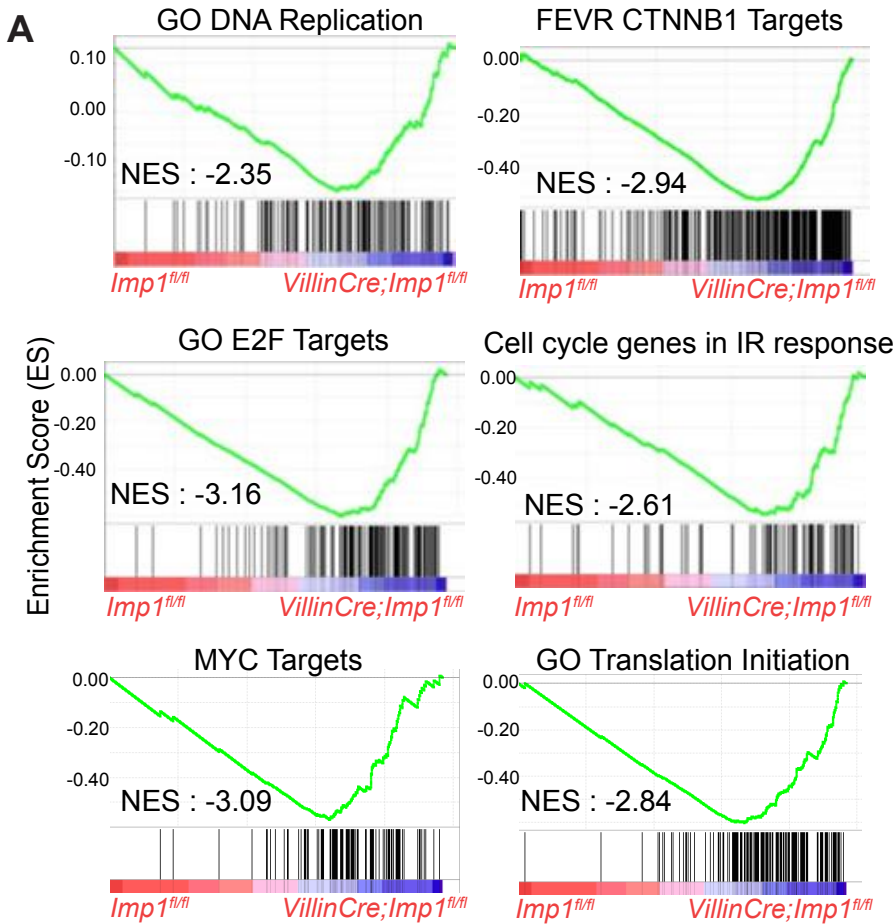 A
GO DNA Replication
0.10
0.00
-0.10
NES : -2.35
Imp1fl/fl
VillinCre;Imp1fl/fl
FEVR CTNNB1 Targets
0.00
-0.20
-0.40
NES : -2.94
Imp1fl/fl
VillinCre;Imp1fl/fl
Enrichment Score (ES)
GO E2F Targets
0.00
-0.20
-0.40
NES : -3.16
Imp1fl/fl
VillinCre;Imp1fl/fl
Cell cycle genes in IR response
0.00
-0.20
-0.40
NES : -2.61
Imp1fl/fl
VillinCre;Imp1fl/fl
MYC Targets
0.00
-0.20
-0.40
NES : -3.09
Imp1fl/fl
VillinCre;Imp1fl/fl
GO Translation Initiation
0.00
-0.20
-0.40
NES : -2.84
Imp1fl/fl
VillinCre;Imp1fl/fl